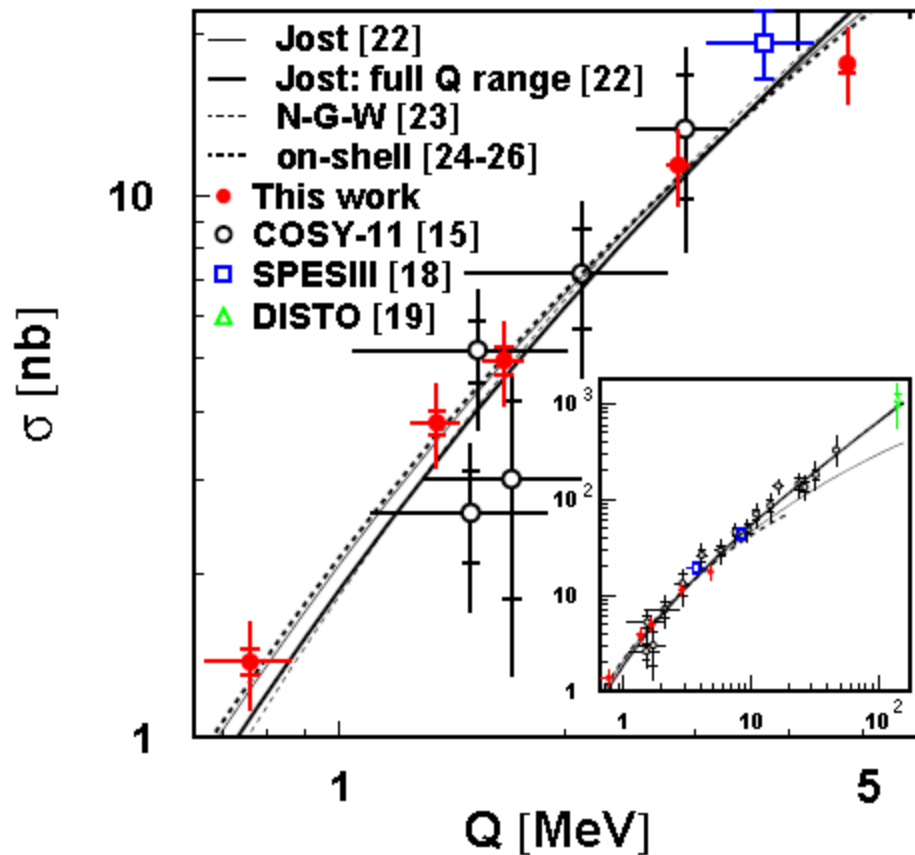 Jost [22]
Jost: full Q range [22]
N-G-W [23]
on-shell [24-26]
This work
COSY-11 [15]
SPESIII [18]
DISTO [19]
10
1
σ [nb]
1
5
Q [MeV]
10³
10²
10
1
1
10
10²